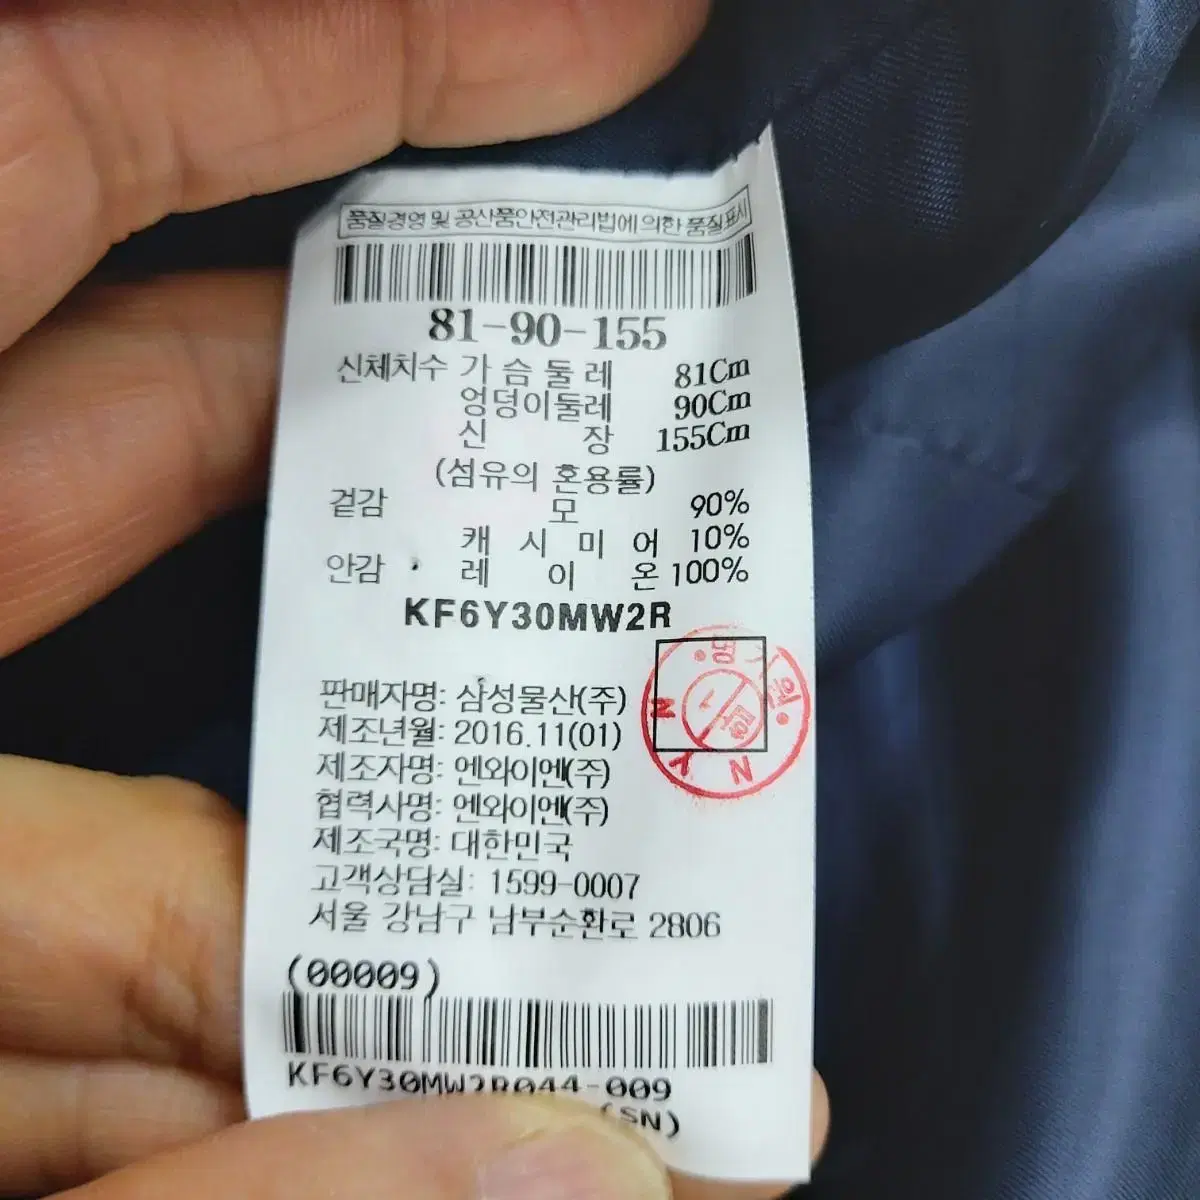 품질경영 및 공산품안전관리법에 의한 품질표시
81-90-155
신체치수 가슴둘레 81Cm
엉덩이둘레 90Cm
신장 155Cm
(섬유의 혼용률)
겉감 모 90%
캐시미어 10%
안감 레이온 100%
KF6Y30MW2R
판매자명: 삼성물산(주)
제조년월: 2016.11(01)
제조자명: 엔와이엔(주)
협력사명: 엔와이엔(주)
제조국명: 대한민국
고객상담실: 1599-0007
서울 강남구 남부순환로 2806
(00009)
KF6Y30MW2R044-009
(SN)
N Y N